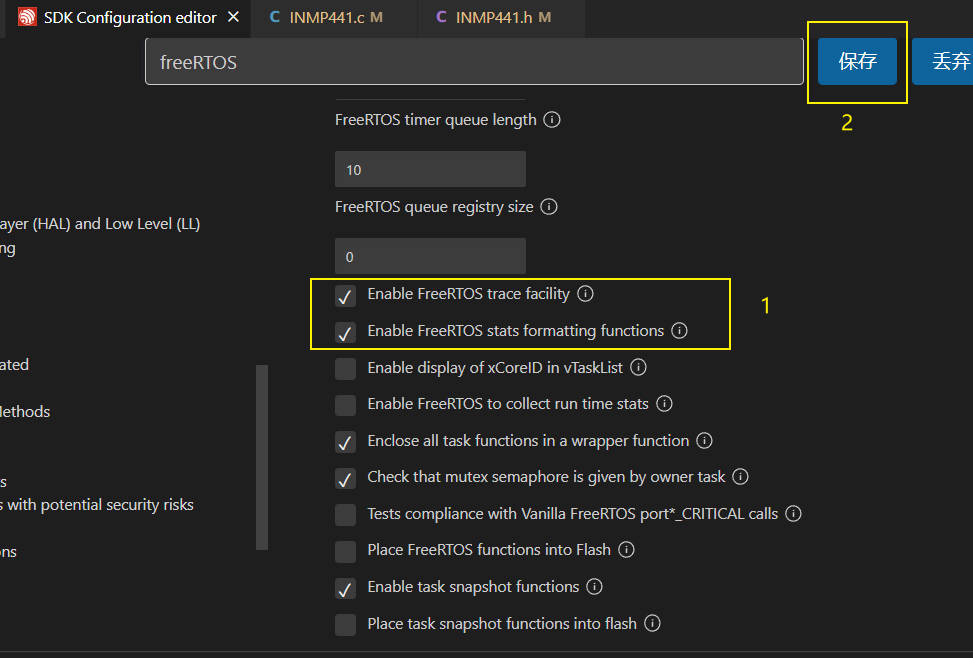 SDK Configuration editor ✕ C INMP441.c M C INMP441.h M
freeRTOS 保存 丢弃
2
FreeRTOS timer queue length
10
FreeRTOS queue registry size
ayer (HAL) and Low Level (LL)
ng
0
Enable FreeRTOS trace facility
1
Enable FreeRTOS stats formatting functions
ated
Enable display of xCoreID in vTaskList
Enable FreeRTOS to collect run time stats
Methods
Enclose all task functions in a wrapper function
Check that mutex semaphore is given by owner task
s
s with potential security risks
Tests compliance with Vanilla FreeRTOS port*_CRITICAL calls
ons
Place FreeRTOS functions into Flash
Enable task snapshot functions
Place task snapshot functions into flash